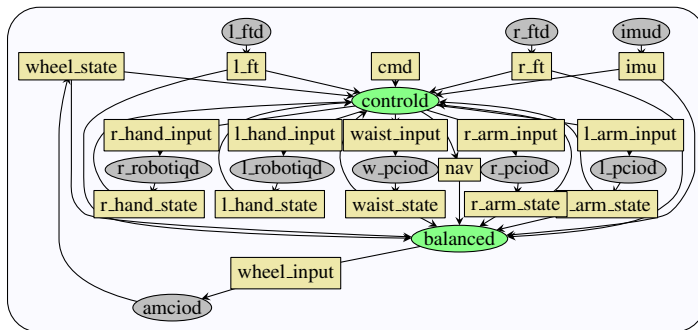 l_ftd r_ftd imud
wheel_state l_ft cmd r_ft imu
controld
r_hand_input l_hand_input waist_input r_arm_input l_arm_input
r_robotiqd l_robotiqd w_pciod nav r_pciod l_pciod
r_hand_state l_hand_state waist_state r_arm_state _arm_state
balanced
wheel_input
amciod